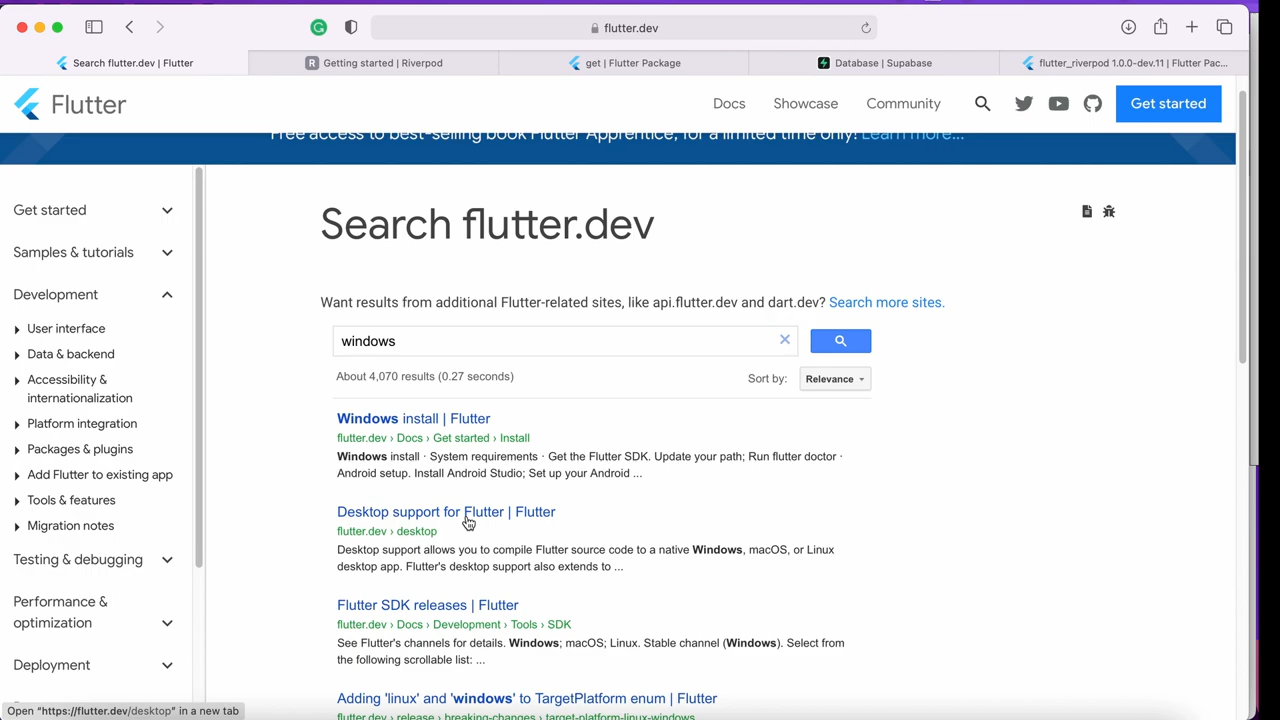 flutter.dev
Search flutter.dev | Flutter
R Getting started | Riverpod
get | Flutter Package
Database | Supabase
flutter_riverpod 1.0.0-dev.11 | Flutter Pac...
Flutter
Docs
Showcase
Community
Get started
Free access to best-selling book Flutter Apprentice, for a limited time only! Learn more...
Get started
Samples & tutorials
Development
User interface
Data & backend
Accessibility &
internationalization
Platform integration
Packages & plugins
Add Flutter to existing app
Tools & features
Migration notes
Testing & debugging
Performance &
optimization
Deployment
Search flutter.dev
Want results from additional Flutter-related sites, like api.flutter.dev and dart.dev? Search more sites.
windows
About 4,070 results (0.27 seconds)
Sort by:
Relevance
Windows install | Flutter
flutter.dev › Docs › Get started › Install
Windows install · System requirements · Get the Flutter SDK. Update your path; Run flutter doctor ·
Android setup. Install Android Studio; Set up your Android ...
Desktop support for Flutter | Flutter
flutter.dev › desktop
Desktop support allows you to compile Flutter source code to a native Windows, macOS, or Linux
desktop app. Flutter's desktop support also extends to ...
Flutter SDK releases | Flutter
flutter.dev › Docs › Development › Tools › SDK
See Flutter's channels for details. Windows; macOS; Linux. Stable channel (Windows). Select from
the following scrollable list: ...
Adding 'linux' and 'windows' to TargetPlatform enum | Flutter
flutter.dev › release › breaking-changes › target-platform-linux-windows
Open "https://flutter.dev/desktop" in a new tab